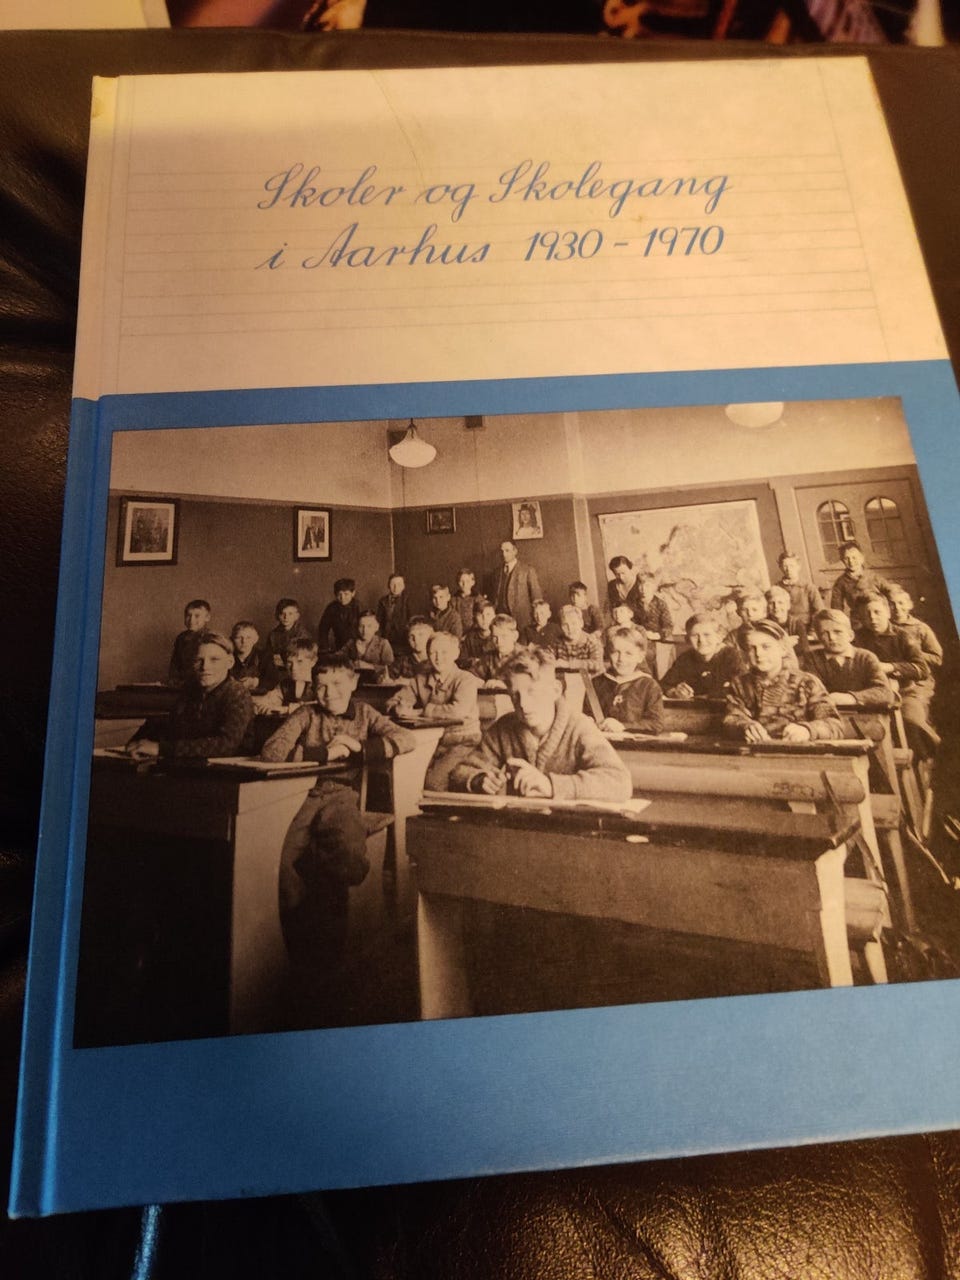 Skoler og Skolegang
i Aarhus 1930 - 1970